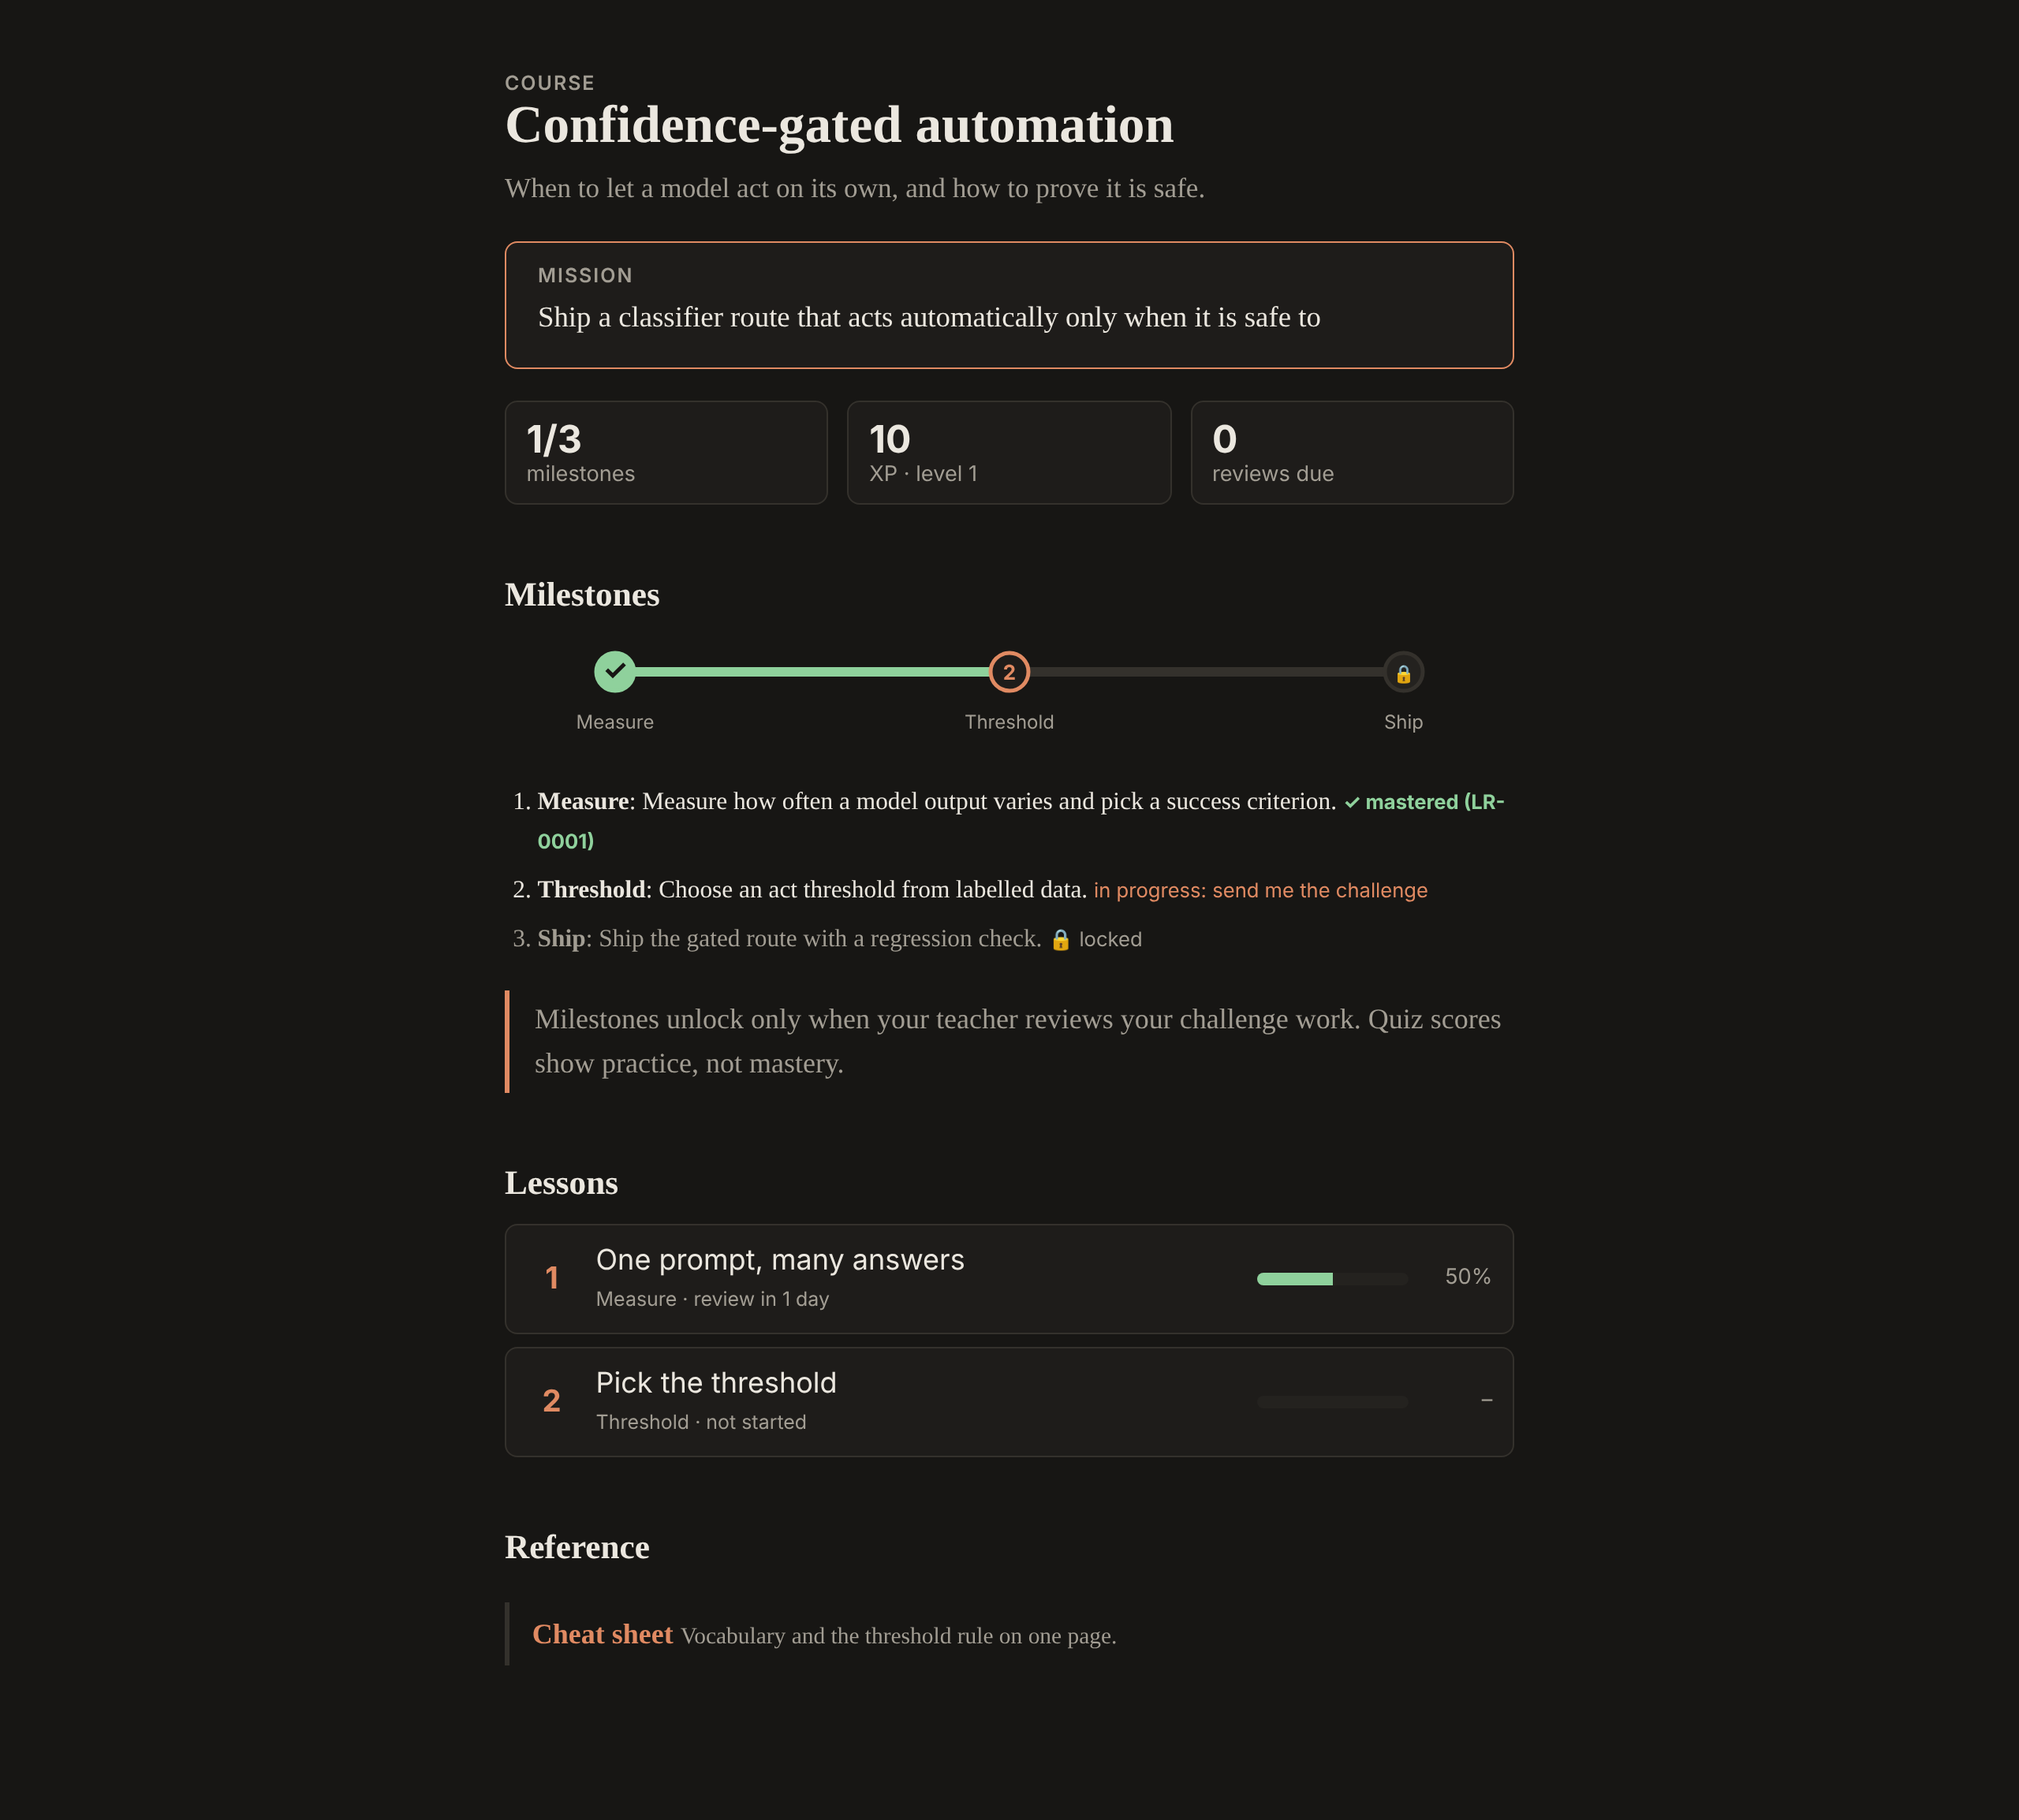 COURSE
Confidence-gated automation
When to let a model act on its own, and how to prove it is safe.
MISSION
Ship a classifier route that acts automatically only when it is safe to
1/3
milestones
10
XP · level 1
0
reviews due
Milestones
✓
2
🔒
Measure
Threshold
Ship
1. Measure: Measure how often a model output varies and pick a success criterion. ✓ mastered (LR-
0001)
2. Threshold: Choose an act threshold from labelled data. in progress: send me the challenge
3. Ship: Ship the gated route with a regression check. 🔒 locked
Milestones unlock only when your teacher reviews your challenge work. Quiz scores
show practice, not mastery.
Lessons
1
One prompt, many answers
Measure · review in 1 day
50%
2
Pick the threshold
Threshold · not started
–
Reference
Cheat sheet Vocabulary and the threshold rule on one page.